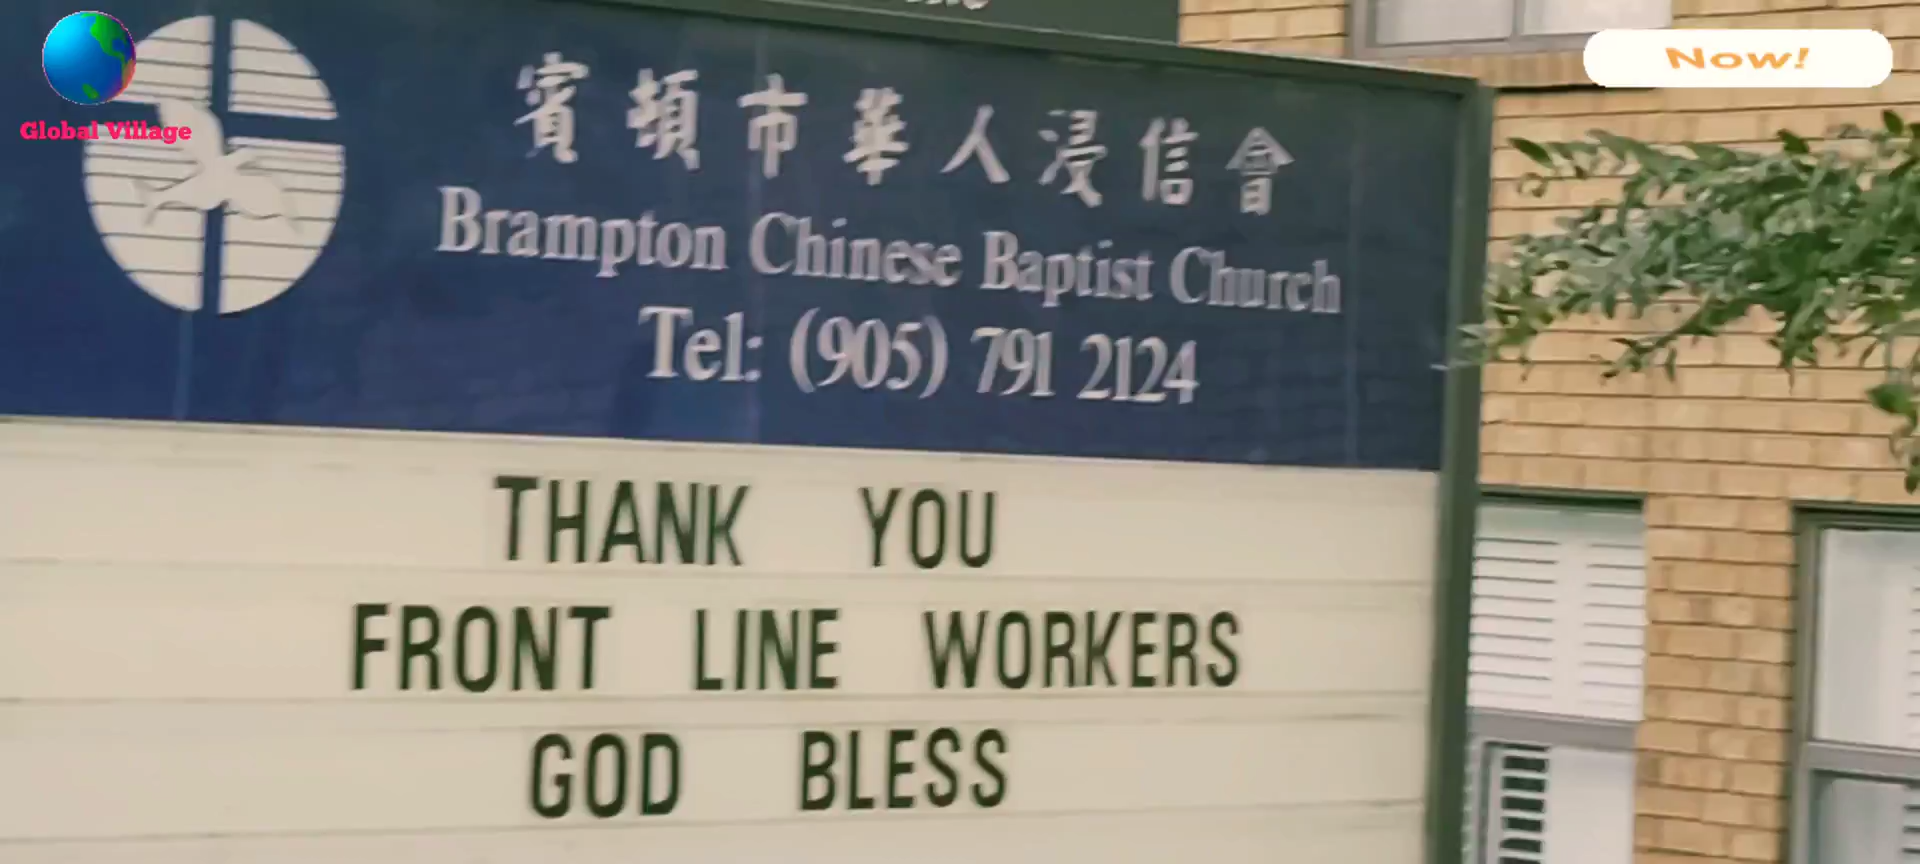 Global Village
Now!
賓頓市華人浸信會
Brampton Chinese Baptist Church
Tel: (905) 791 2124
THANK YOU
FRONT LINE WORKERS
GOD BLESS